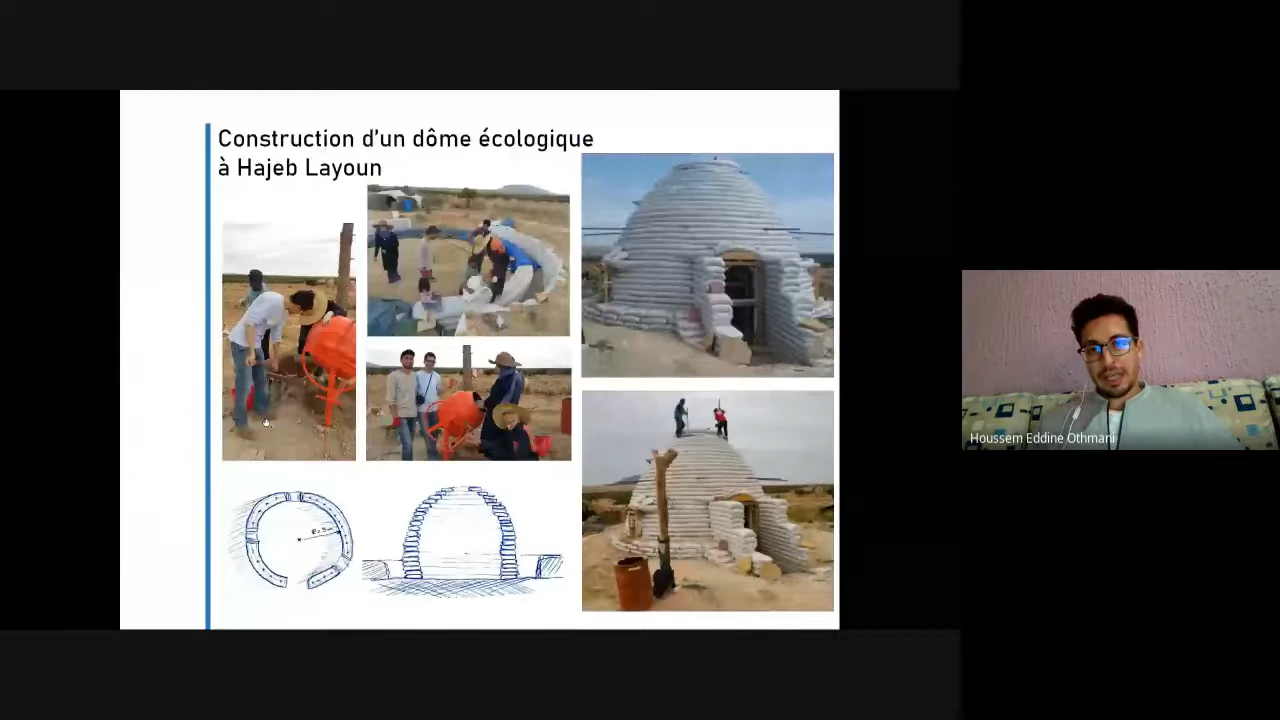 Construction d’un dôme écologique
à Hajeb Layoun
Houssem Eddine Othmani